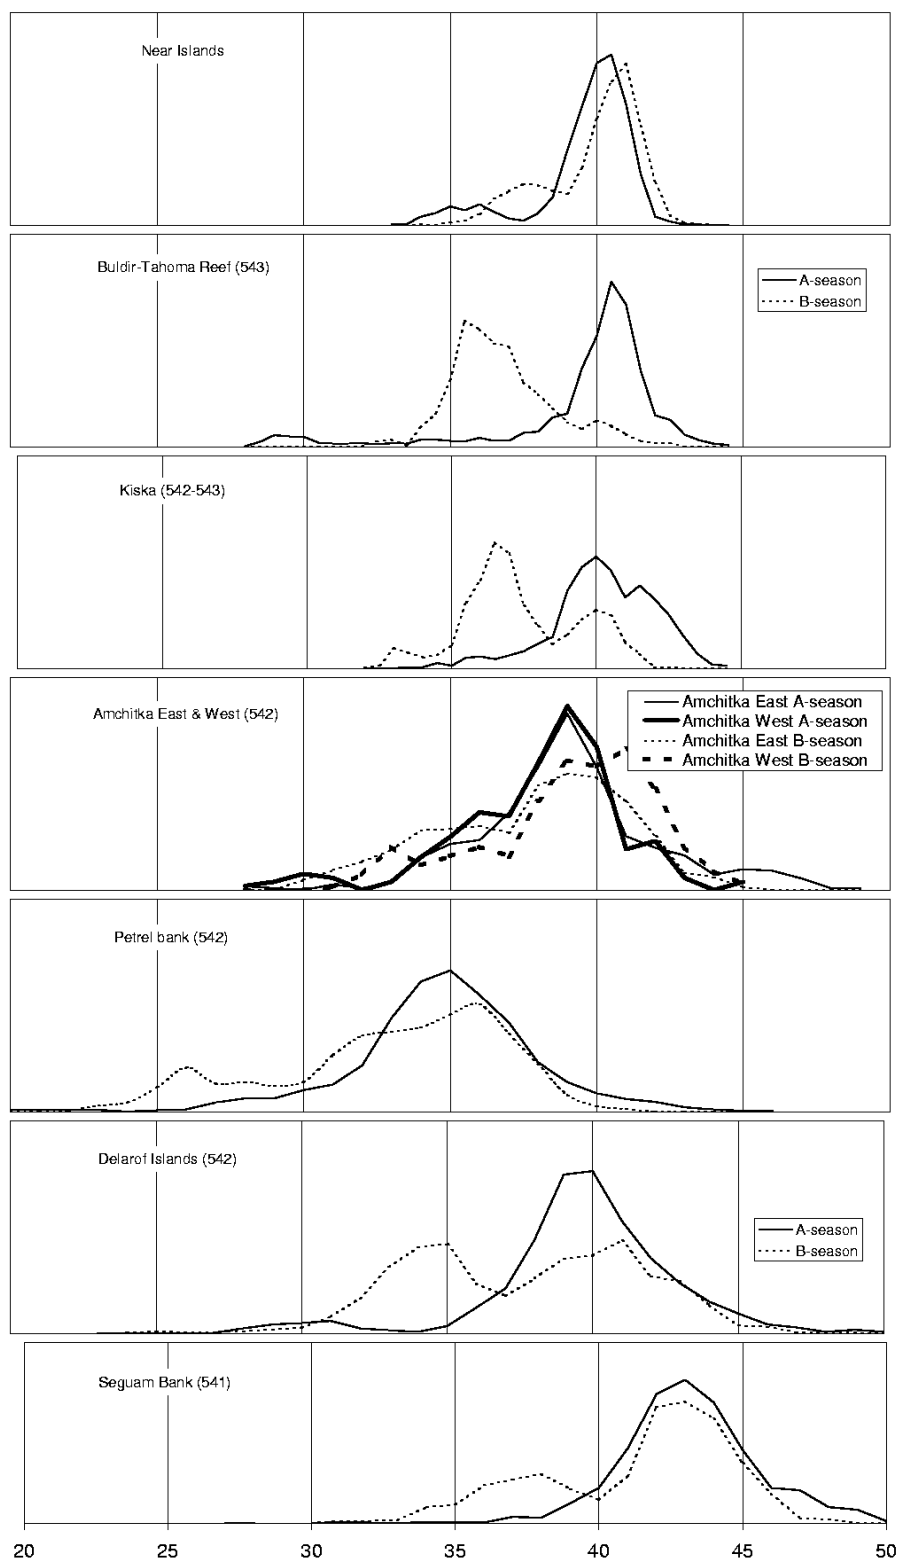 Near Islands
Buldir-Tahoma Reef (543)
A-season
B-season
Kiska (542-543)
Amchitka East & West (542)
Amchitka East A-season
Amchitka West A-season
Amchitka East B-season
Amchitka West B-season
Petrel bank (542)
Delarof Islands (542)
A-season
B-season
Seguam Bank (541)
20 25 30 35 40 45 50